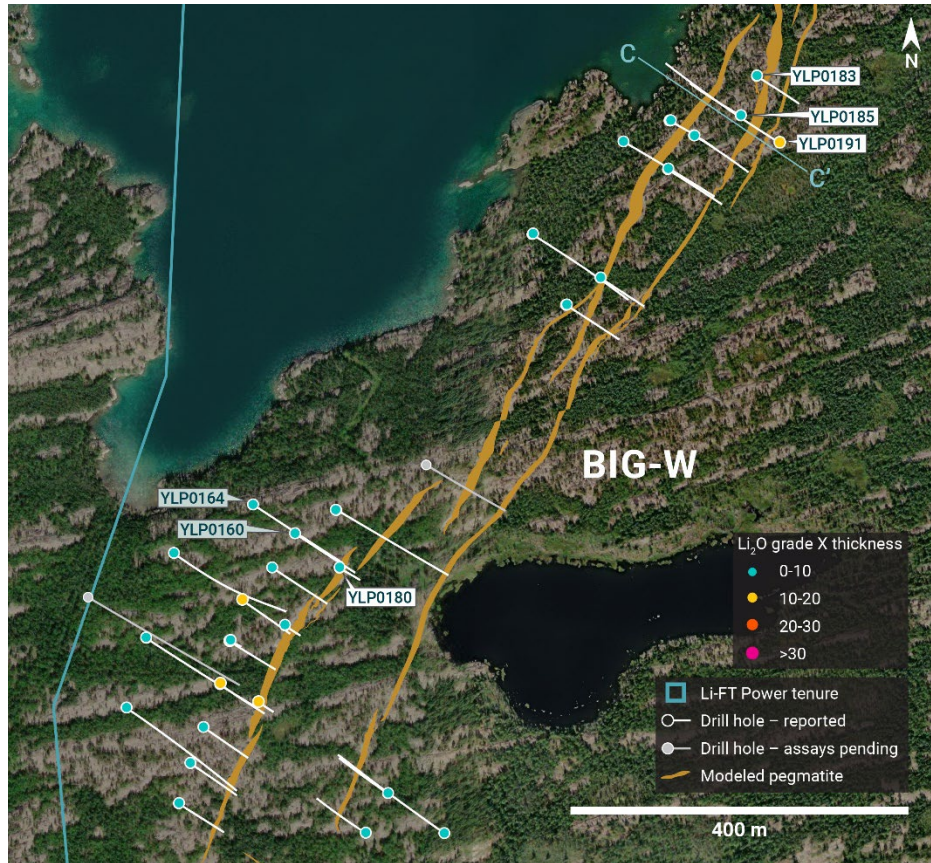 N
C
YLP0183
YLP0185
YLP0191
C'
BIG-W
YLP0164
YLP0160
YLP0180
Li₂O grade X thickness
0-10
10-20
20-30
>30
Li-FT Power tenure
Drill hole – reported
Drill hole – assays pending
Modeled pegmatite
400 m